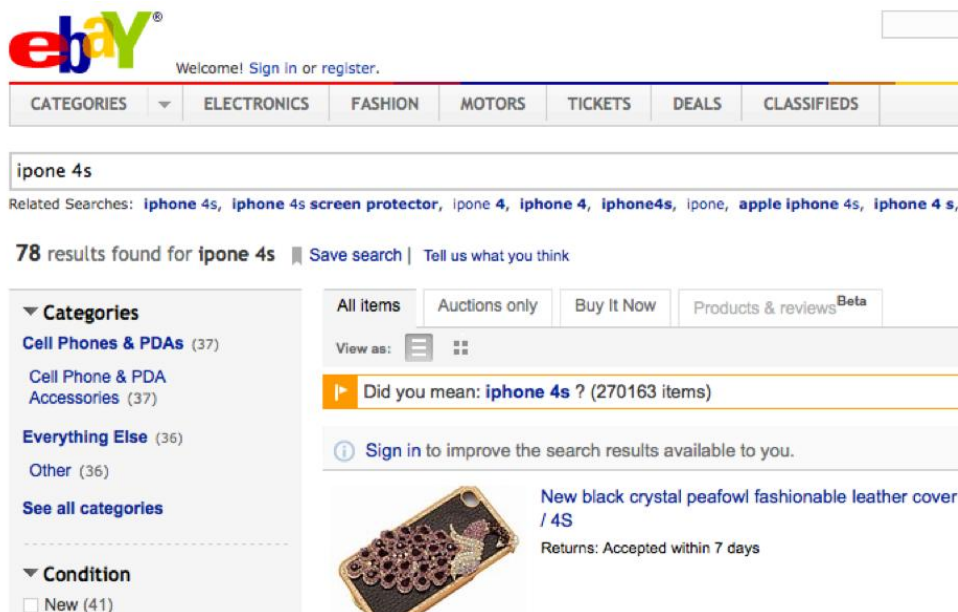 ebaY®
Welcome! Sign in or register.
CATEGORIES ELECTRONICS FASHION MOTORS TICKETS DEALS CLASSIFIEDS
ipone 4s
Related Searches: iphone 4s, iphone 4s screen protector, ipone 4, iphone 4, iphone4s, ipone, apple iphone 4s, iphone 4 s,
78 results found for ipone 4s Save search | Tell us what you think
Categories
Cell Phones & PDAs (37)
Cell Phone & PDA
Accessories (37)
Everything Else (36)
Other (36)
See all categories
Condition
New (41)
All items Auctions only Buy It Now Products & reviews Beta
View as:
Did you mean: iphone 4s ? (270163 items)
Sign in to improve the search results available to you.
New black crystal peafowl fashionable leather cover
/ 4S
Returns: Accepted within 7 days